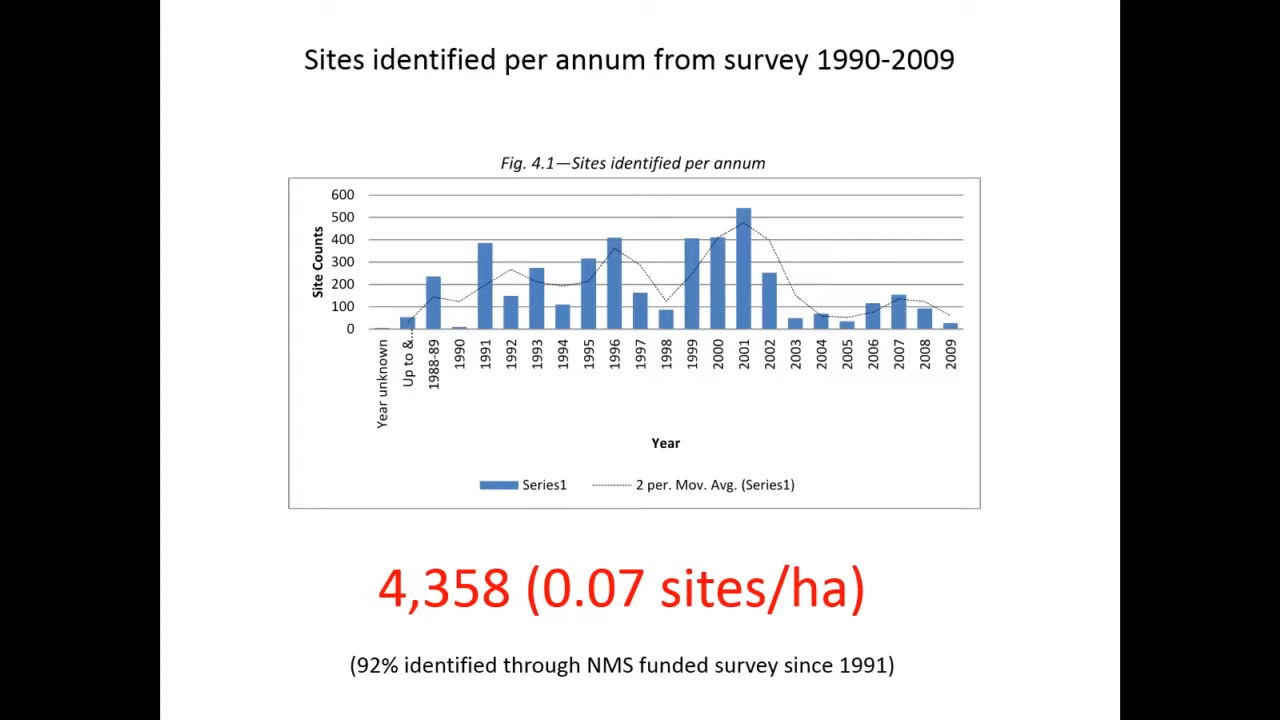 Sites identified per annum from survey 1990-2009
Fig. 4.1—Sites identified per annum
600
500
400
300
200
100
0
Site Counts
Year unknown
Up to &...
1988-89
1990
1991
1992
1993
1994
1995
1996
1997
1998
1999
2000
2001
2002
2003
2004
2005
2006
2007
2008
2009
Year
Series1
2 per. Mov. Avg. (Series1)
4,358 (0.07 sites/ha)
(92% identified through NMS funded survey since 1991)